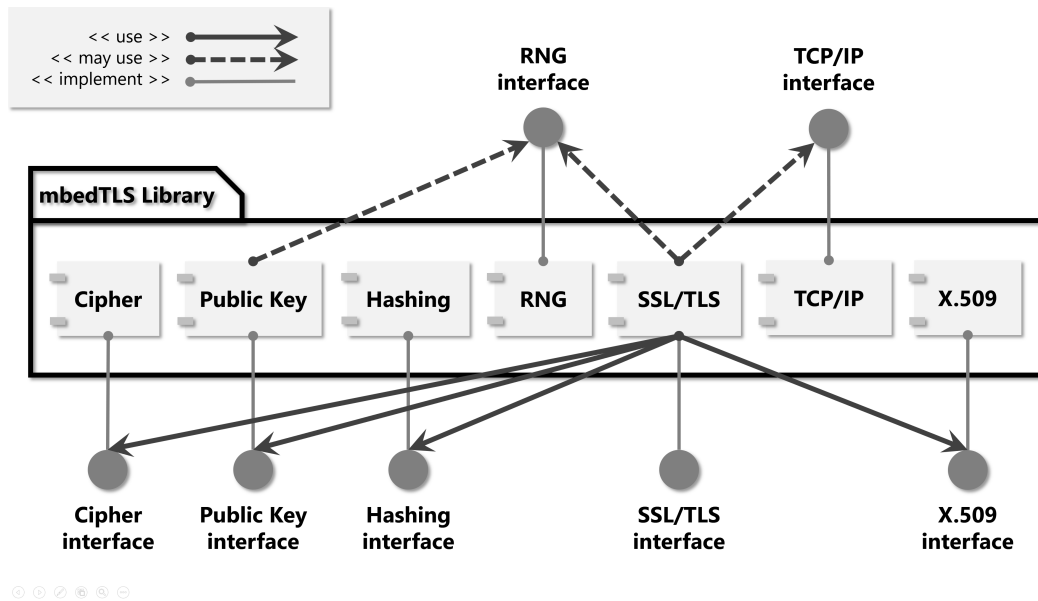 << use >>
<< may use >>
<< implement >>
RNG
interface
TCP/IP
interface
mbedTLS Library
Cipher
Public Key
Hashing
RNG
SSL/TLS
TCP/IP
X.509
Cipher
interface
Public Key
interface
Hashing
interface
SSL/TLS
interface
X.509
interface